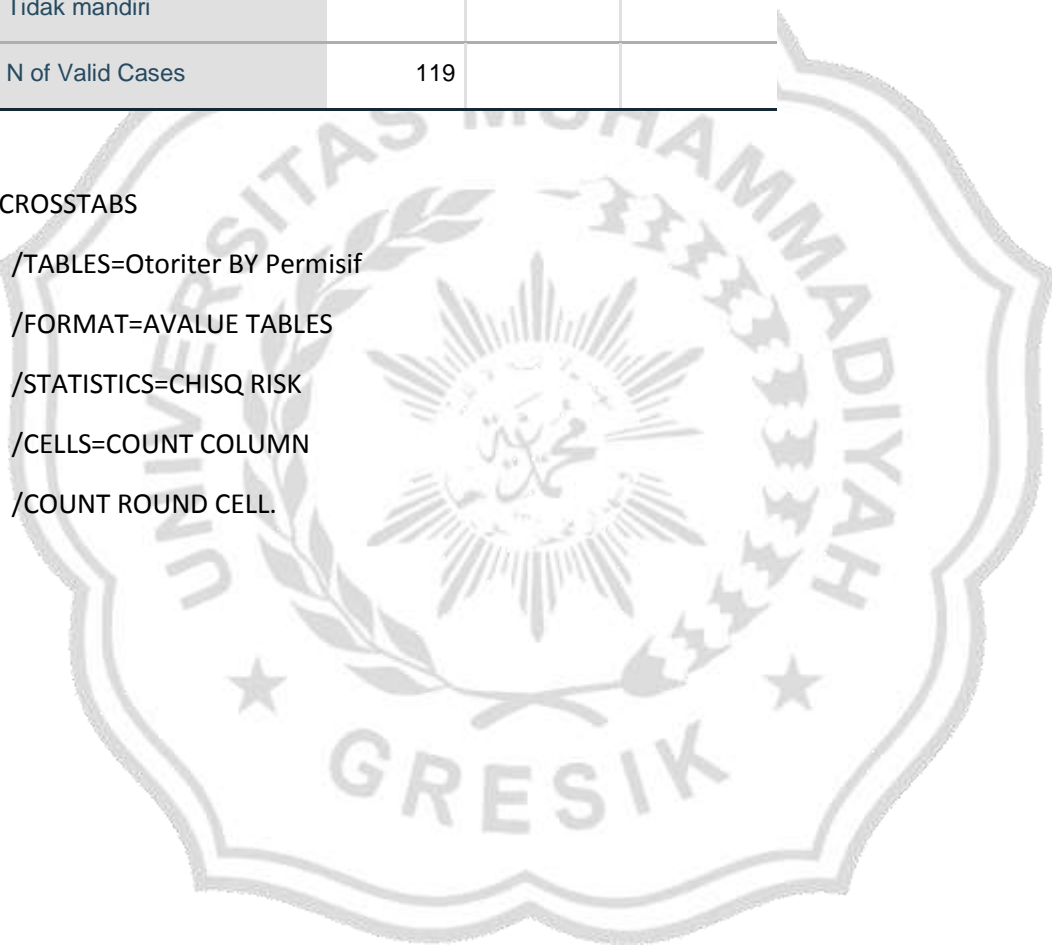 Tidak mandiri
N of Valid Cases 119
CROSSTABS
/TABLES=Otoriter BY Permisif
/FORMAT=AVALUE TABLES
/STATISTICS=CHISQ RISK
/CELLS=COUNT COLUMN
/COUNT ROUND CELL.
UNIVERSITAS MUHAMMADIYAH
GRESIK